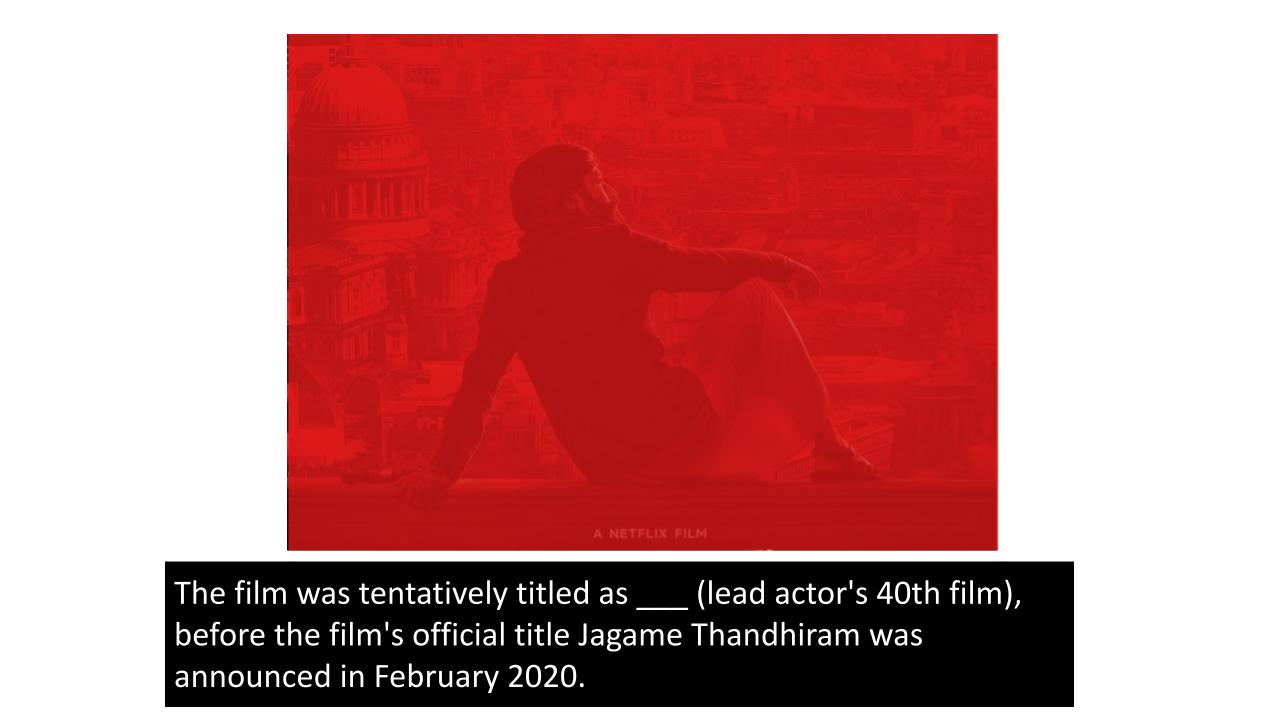 A NETFLIX FILM
The film was tentatively titled as ___ (lead actor's 40th film),
before the film's official title Jagame Thandhiram was
announced in February 2020.